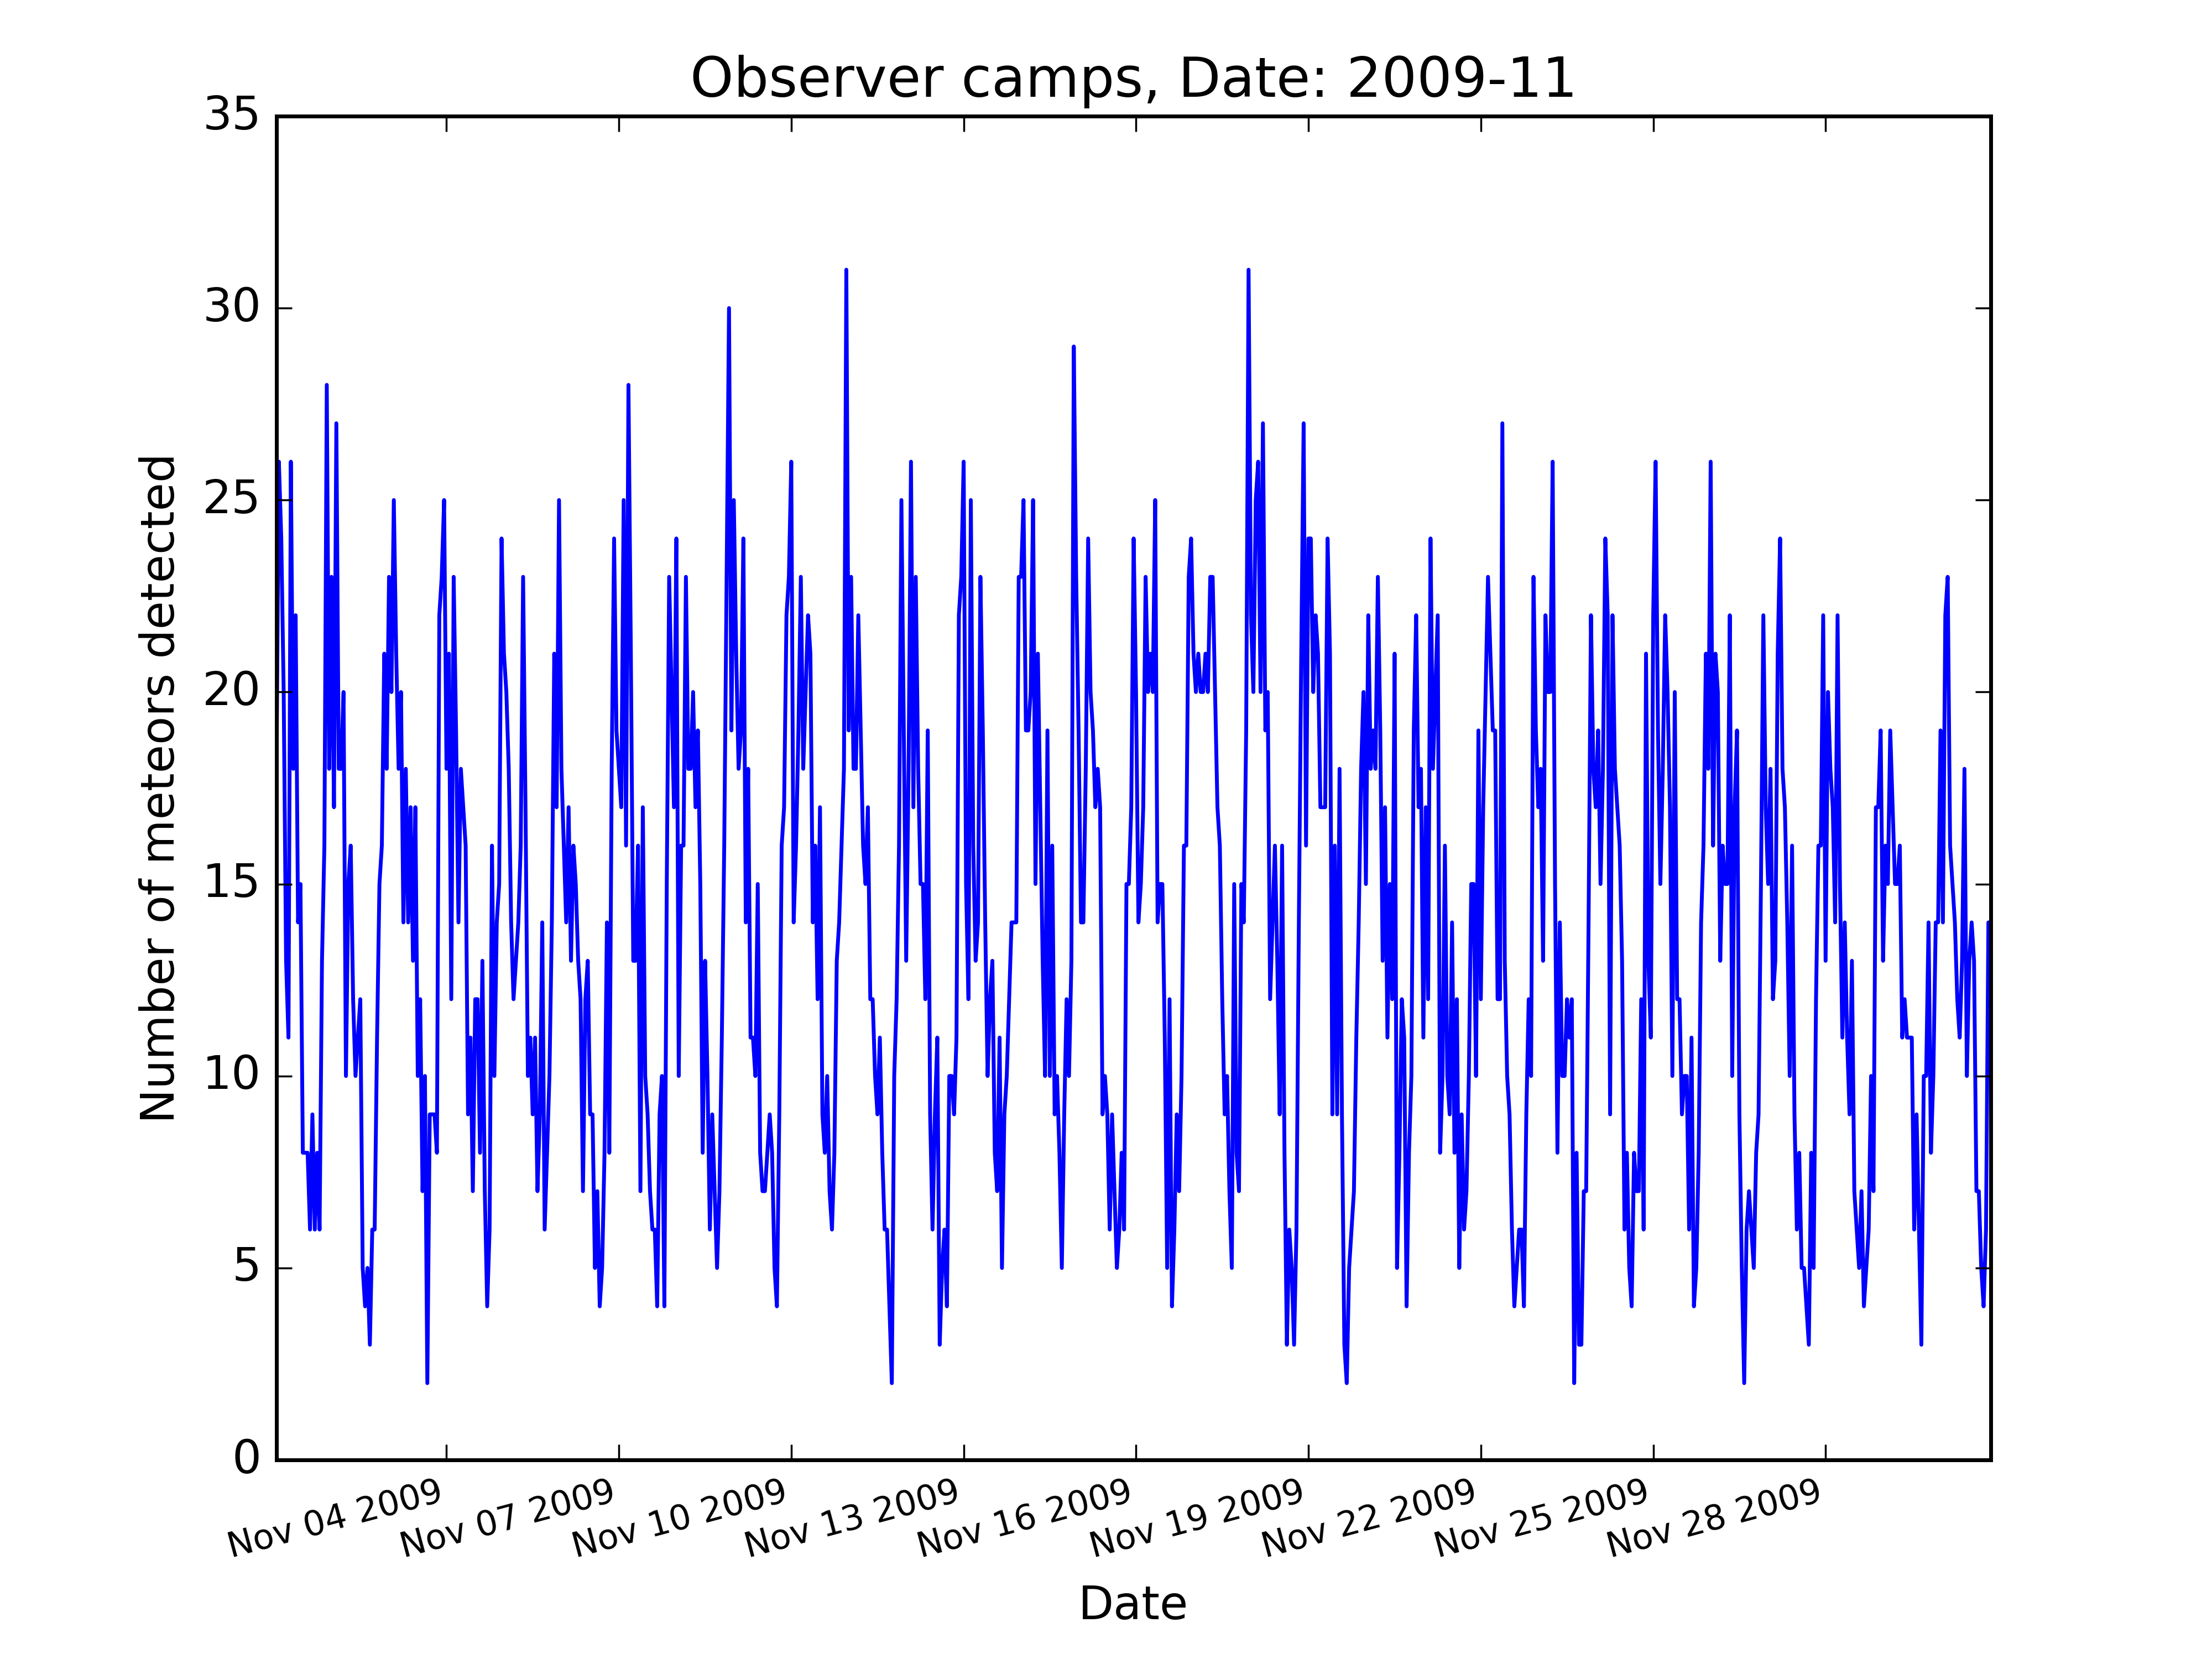 Observer camps, Date: 2009-11
Number of meteors detected
35
30
25
20
15
10
5
0
Nov 04 2009
Nov 07 2009
Nov 10 2009
Nov 13 2009
Nov 16 2009
Nov 19 2009
Nov 22 2009
Nov 25 2009
Nov 28 2009
Date